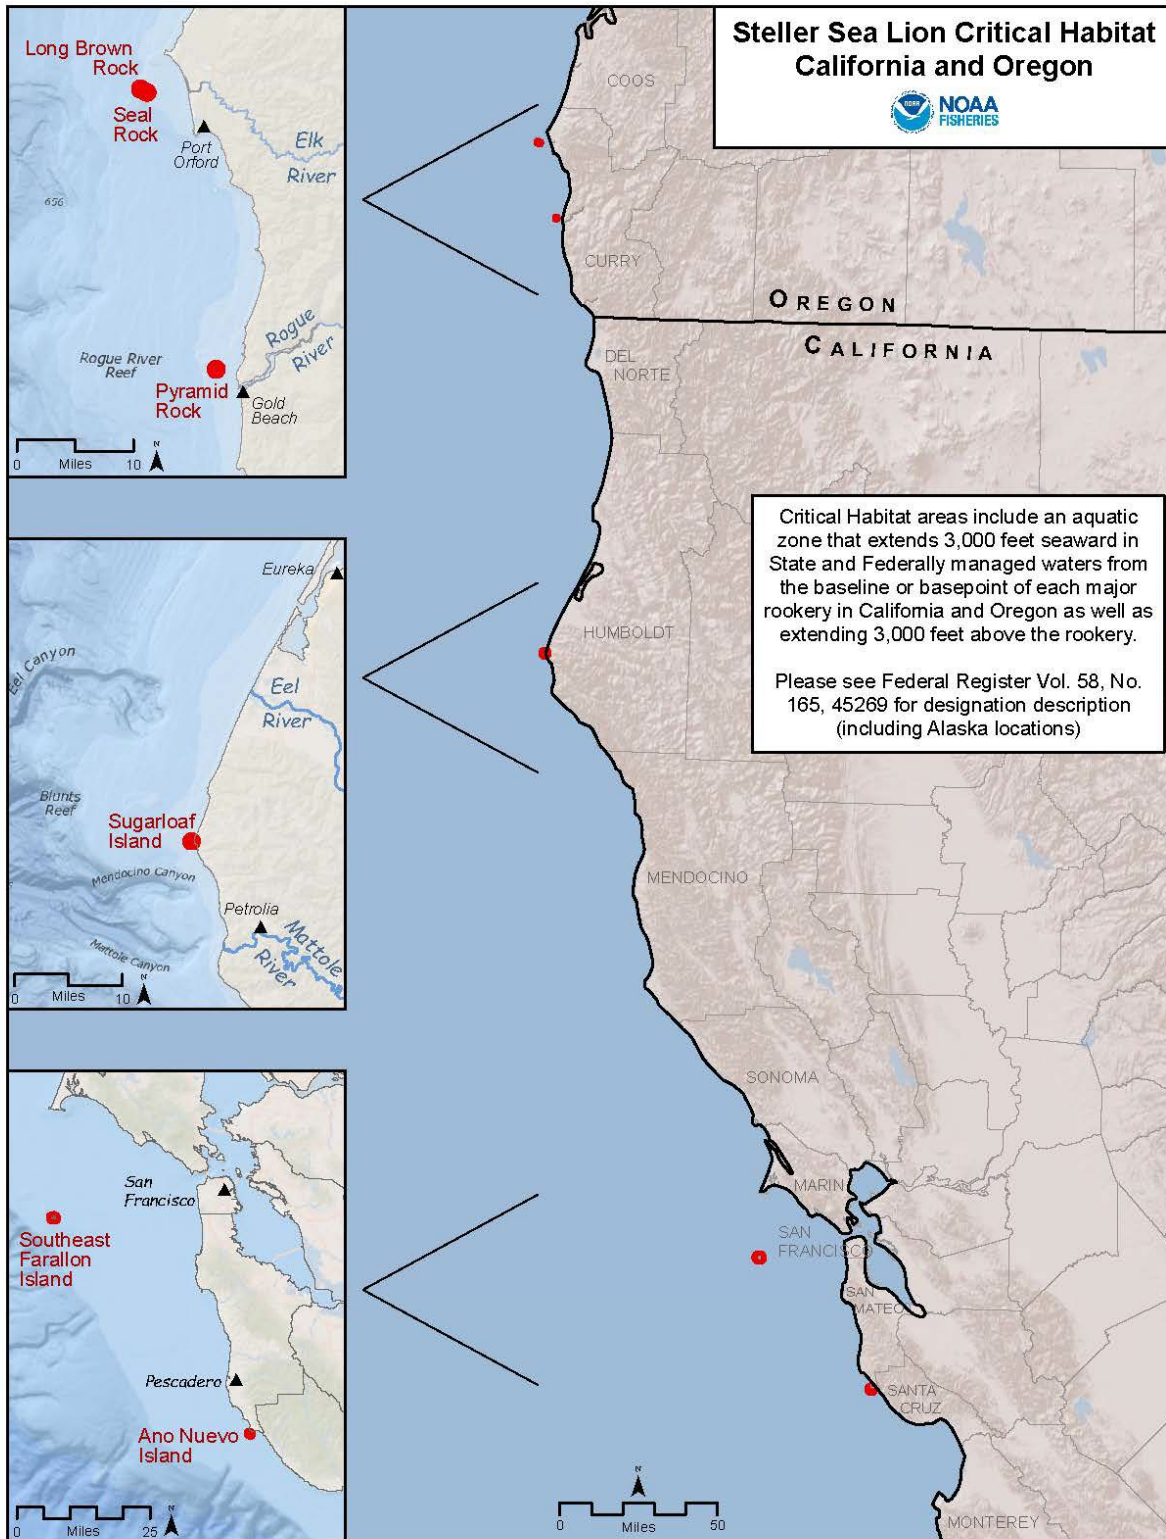 Steller Sea Lion Critical Habitat
California and Oregon
NOAA
NOAA
FISHERIES
Long Brown
Rock
Seal
Rock
Port
Orford
Elk
River
656
Rogue
River
Rogue River
Reef
Pyramid
Rock
Gold
Beach
0
Miles
10
N
COOS
CURRY
OREGON
CALIFORNIA
DEL
NORTE
Critical Habitat areas include an aquatic
zone that extends 3,000 feet seaward in
State and Federally managed waters from
the baseline or basepoint of each major
rookery in California and Oregon as well as
extending 3,000 feet above the rookery.
Please see Federal Register Vol. 58, No.
165, 45269 for designation description
(including Alaska locations)
Eureka
Eel Canyon
Eel
River
Blunts
Reef
Sugarloaf
Island
Mendocino Canyon
Petrolia
Mattole
River
Mattole Canyon
0
Miles
10
N
HUMBOLDT
MENDOCINO
SONOMA
MARIN
SAN
FRANCISCO
SAN
MATEO
SANTA
CRUZ
MONTEREY
San
Francisco
Southeast
Farallon
Island
Pescadero
Ano Nuevo
Island
0
Miles
25
N
N
0
Miles
50